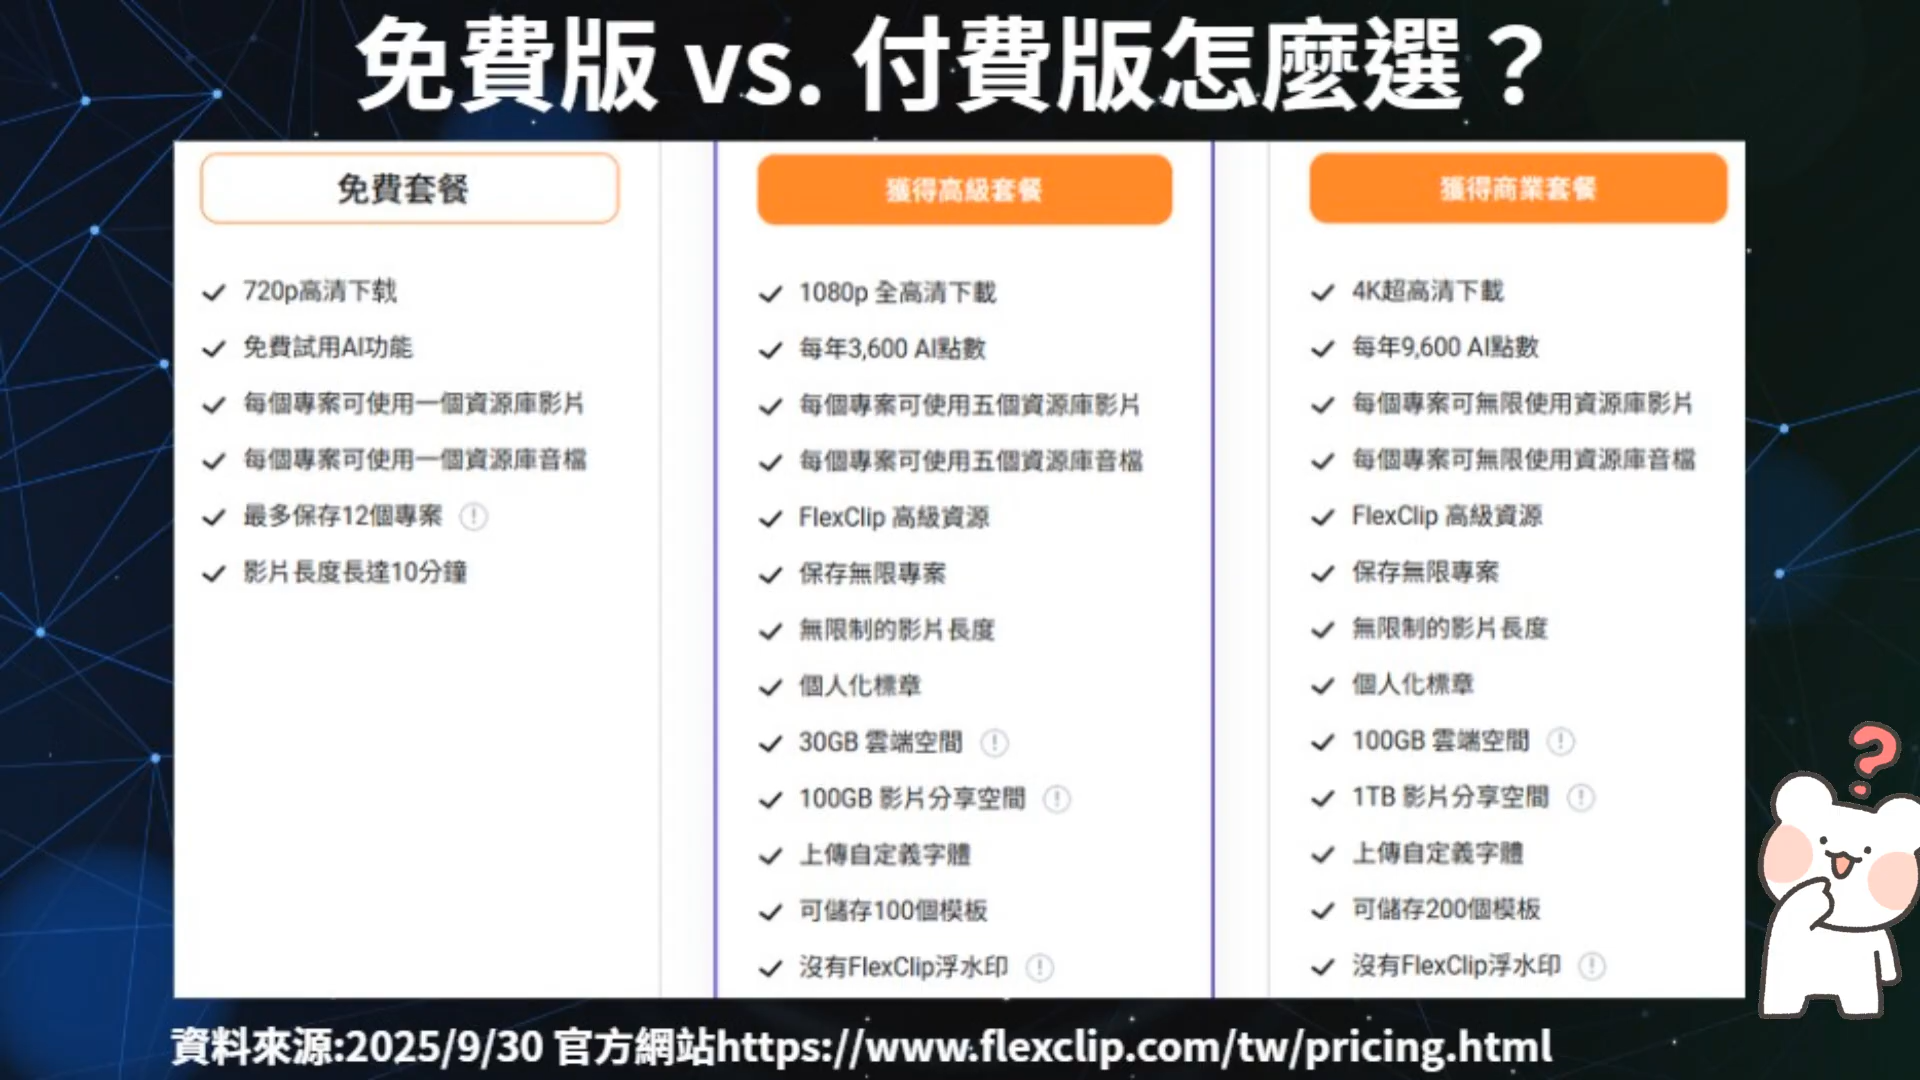 免費版 vs. 付費版怎麼選？
免費套餐
720p高清下載
免費試用AI功能
每個專案可使用一個資源庫影片
每個專案可使用一個資源庫音檔
最多保存12個專案
影片長度長達10分鐘
獲得高級套餐
1080p 全高清下載
每年3,600 AI點數
每個專案可使用五個資源庫影片
每個專案可使用五個資源庫音檔
FlexClip 高級資源
保存無限專案
無限制的影片長度
個人化標章
30GB 雲端空間
100GB 影片分享空間
上傳自定義字體
可儲存100個模板
沒有FlexClip浮水印
獲得商業套餐
4K超高清下載
每年9,600 AI點數
每個專案可無限使用資源庫影片
每個專案可無限使用資源庫音檔
FlexClip 高級資源
保存無限專案
無限制的影片長度
個人化標章
100GB 雲端空間
1TB 影片分享空間
上傳自定義字體
可儲存200個模板
沒有FlexClip浮水印
資料來源:2025/9/30 官方網站https://www.flexclip.com/tw/pricing.html